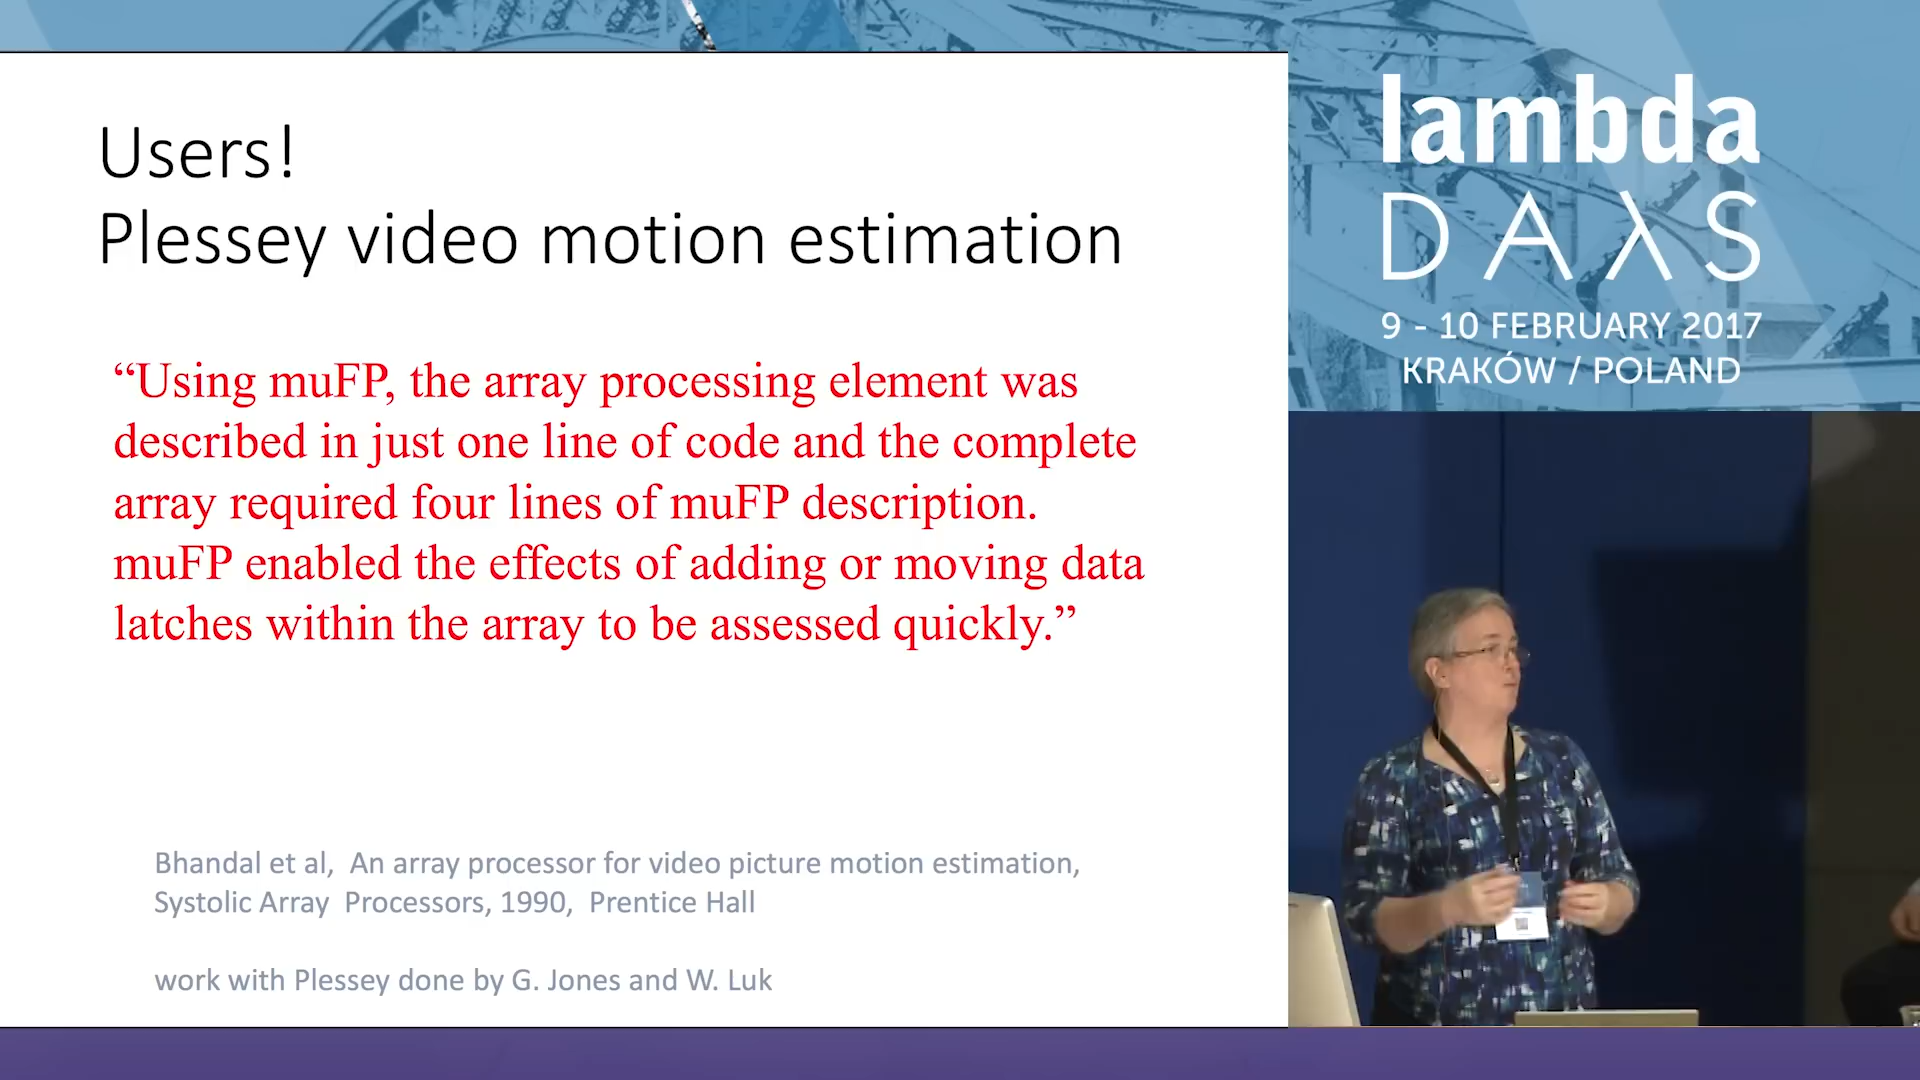 Users!
Plessey video motion estimation
“Using muFP, the array processing element was
described in just one line of code and the complete
array required four lines of muFP description.
muFP enabled the effects of adding or moving data
latches within the array to be assessed quickly.”
Bhandal et al, An array processor for video picture motion estimation,
Systolic Array Processors, 1990, Prentice Hall
work with Plessey done by G. Jones and W. Luk
lambda
DAλS
9 - 10 FEBRUARY 2017
KRAKÓW / POLAND